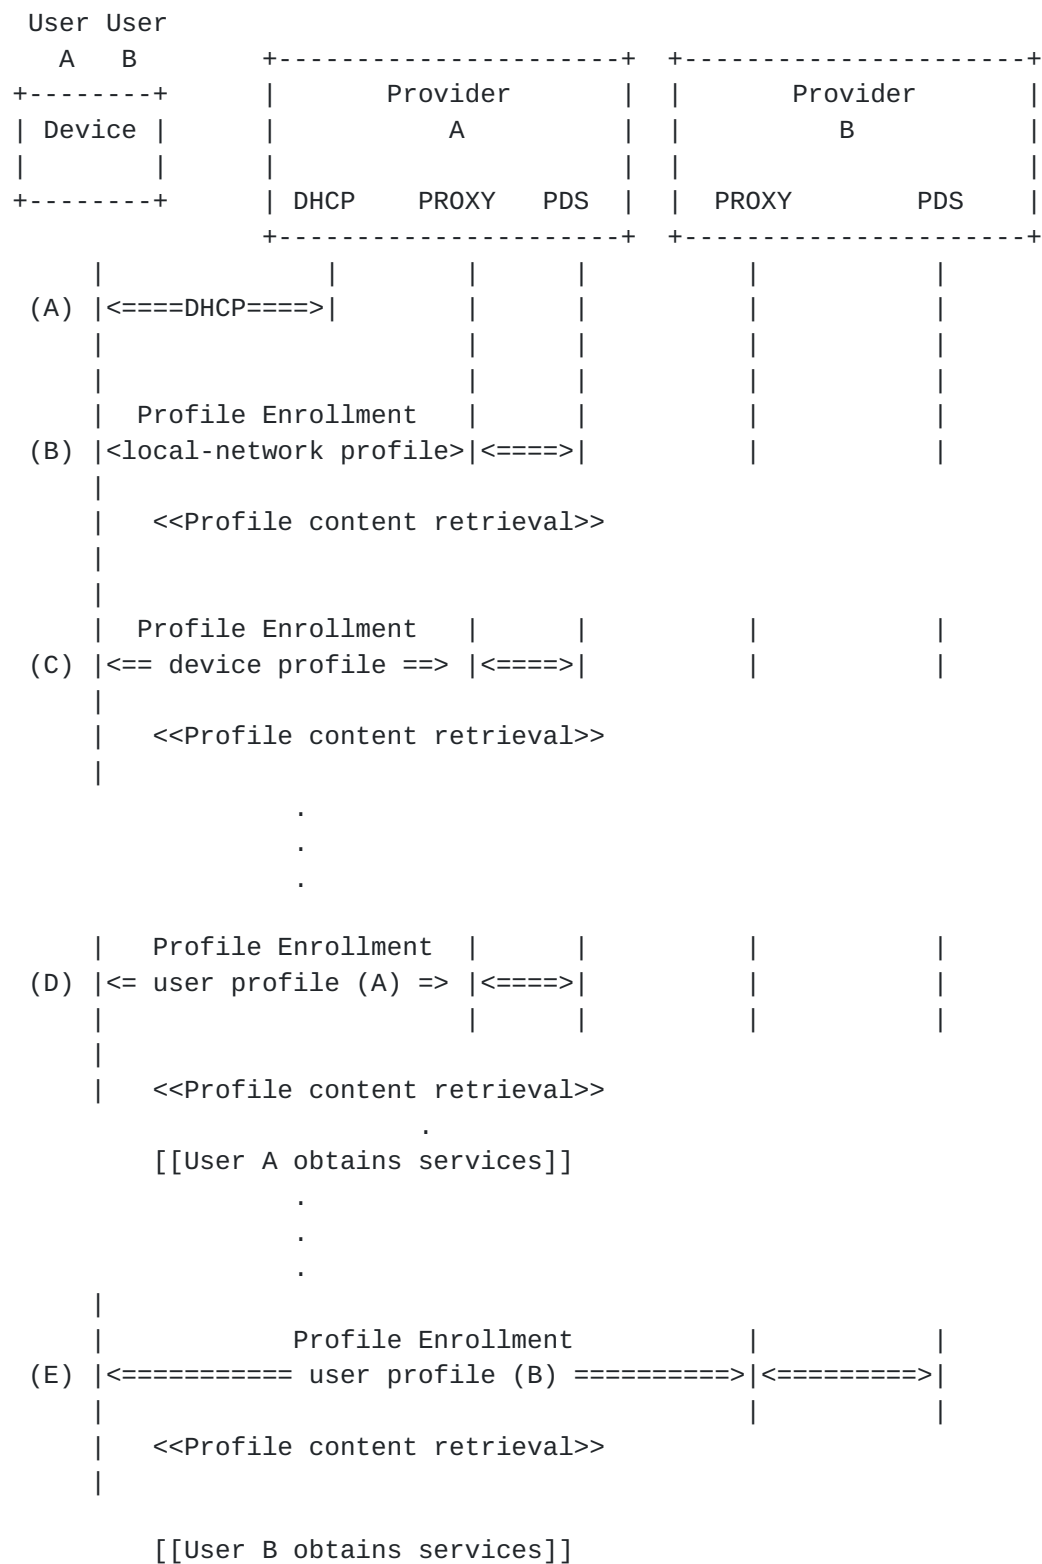 User User
   A   B        +----------------------+  +----------------------+
+--------+      |       Provider       |  |       Provider       |
| Device |      |           A          |  |          B           |
|        |      |                      |  |                      |
+--------+      | DHCP    PROXY   PDS  |  |  PROXY        PDS    |
                +----------------------+  +----------------------+
     |              |        |      |          |           |
 (A) |<====DHCP====>|        |      |          |           |
     |                       |      |          |           |
     |                       |      |          |           |
     |  Profile Enrollment   |      |          |           |
 (B) |<local-network profile>|<====>|          |           |
     |
     |   <<Profile content retrieval>>
     |
     |
     |  Profile Enrollment   |      |          |           |
 (C) |<== device profile ==> |<====>|          |           |
     |
     |   <<Profile content retrieval>>
     |
                  .
                  .
                  .

     |   Profile Enrollment  |      |          |           |
 (D) |<= user profile (A) => |<====>|          |           |
     |                       |      |          |           |
     |
     |   <<Profile content retrieval>>
                          .
         [[User A obtains services]]
                  .
                  .
                  .
     |
     |            Profile Enrollment           |           |
 (E) |<=========== user profile (B) ==========>|<=========>|
     |                                         |           |
     |   <<Profile content retrieval>>
     |

         [[User B obtains services]]